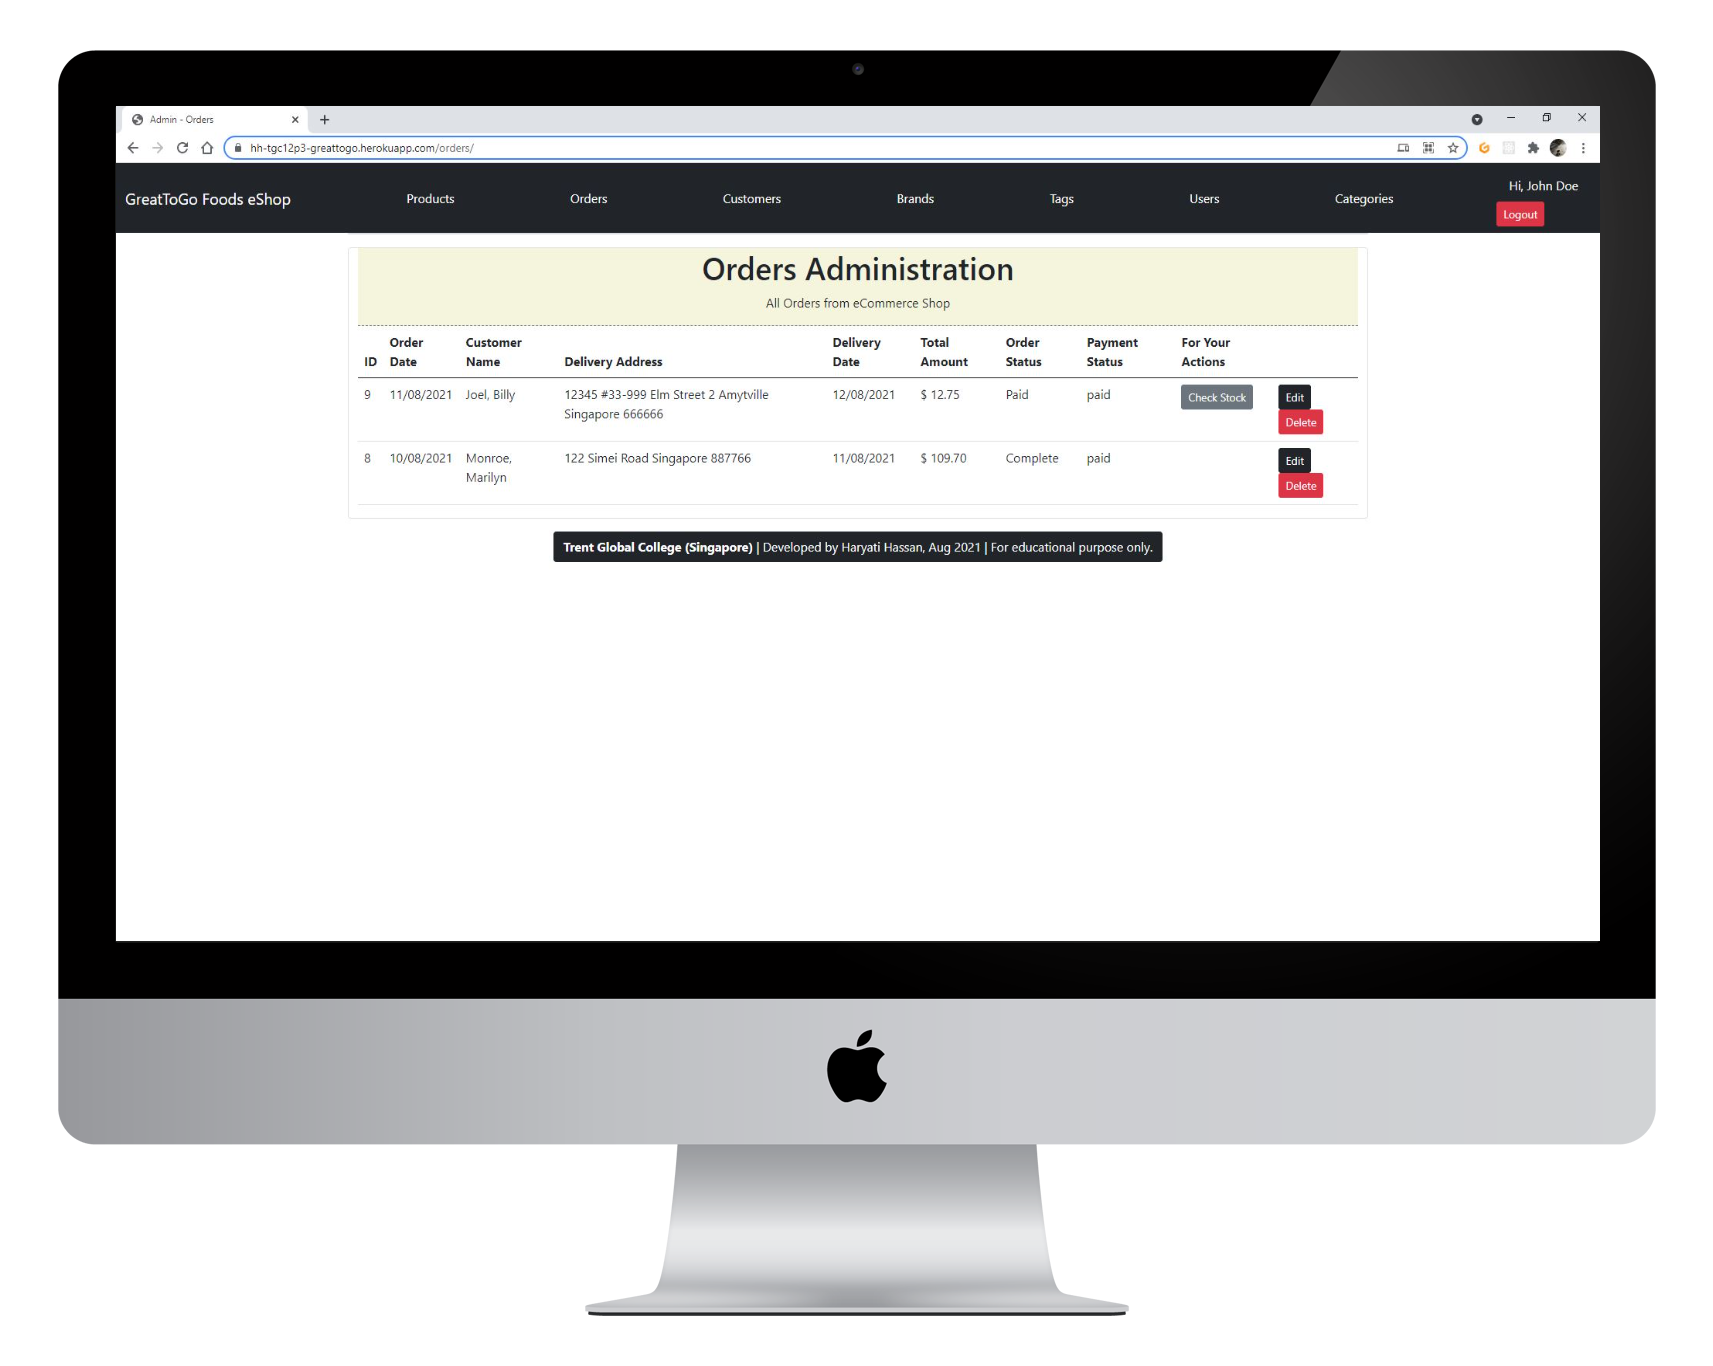 Admin - Orders
hh-tgc12p3-greattogo.herokuapp.com/orders/
GreatToGo Foods eShop Products Orders Customers Brands Tags Users Categories Hi, John Doe
Logout
Orders Administration
All Orders from eCommerce Shop
ID Order Date Customer Name Delivery Address Delivery Date Total Amount Order Status Payment Status For Your Actions
9 11/08/2021 Joel, Billy 12345 #33-999 Elm Street 2 Amytville 12/08/2021 $ 12.75 Paid paid Check Stock Edit
Singapore 666666 Delete
8 10/08/2021 Monroe, 122 Simei Road Singapore 887766 11/08/2021 $ 109.70 Complete paid Edit
Marilyn Delete
Trent Global College (Singapore) | Developed by Haryati Hassan, Aug 2021 | For educational purpose only.